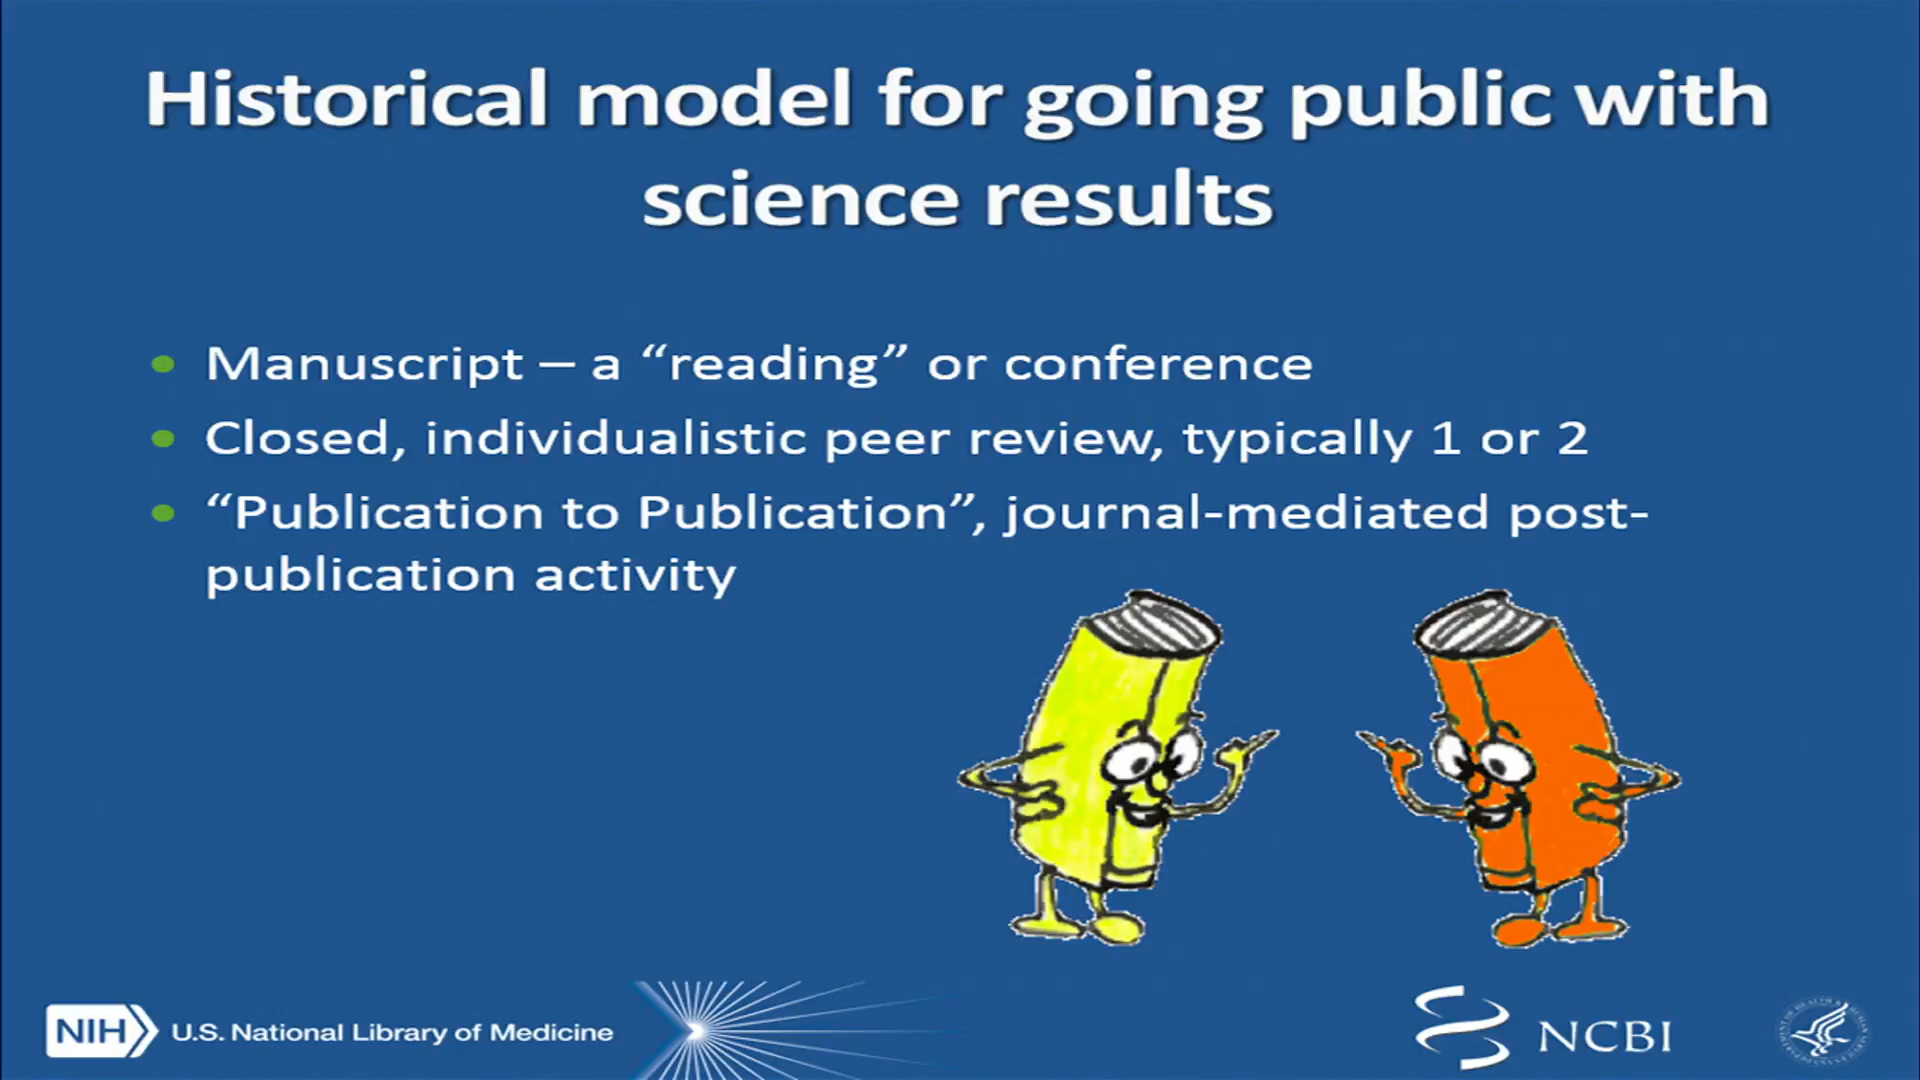 Historical model for going public with
science results
Manuscript – a “reading” or conference
Closed, individualistic peer review, typically 1 or 2
“Publication to Publication”, journal-mediated post-
publication activity
NIH U.S. National Library of Medicine
NCBI